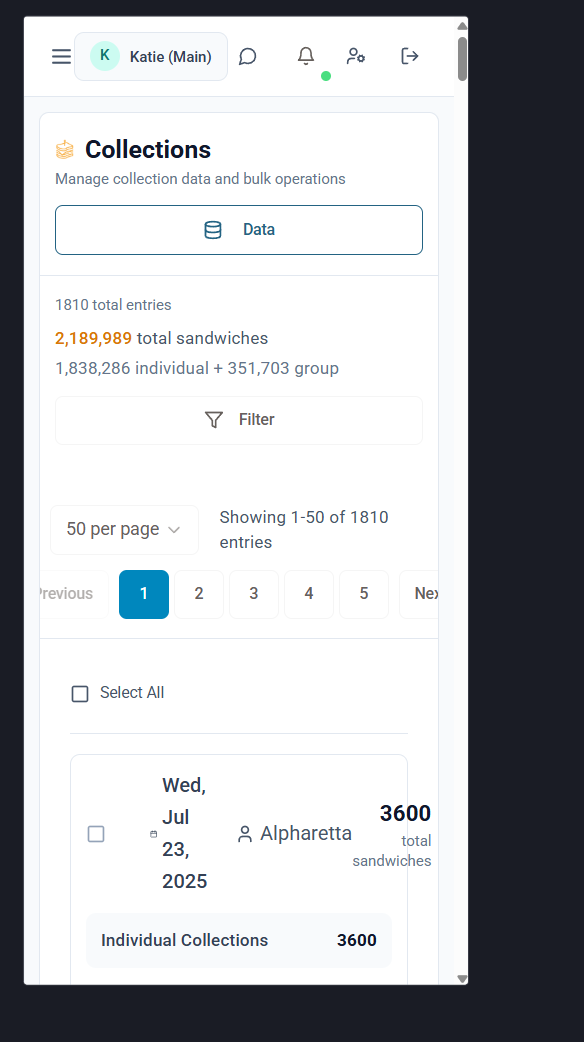 K Katie (Main)
Collections
Manage collection data and bulk operations
Data
1810 total entries
2,189,989 total sandwiches
1,838,286 individual + 351,703 group
Filter
50 per page
Showing 1-50 of 1810
entries
Previous 1 2 3 4 5 Nex
Select All
Wed,
Jul
23,
2025
Alpharetta
3600
total
sandwiches
Individual Collections 3600